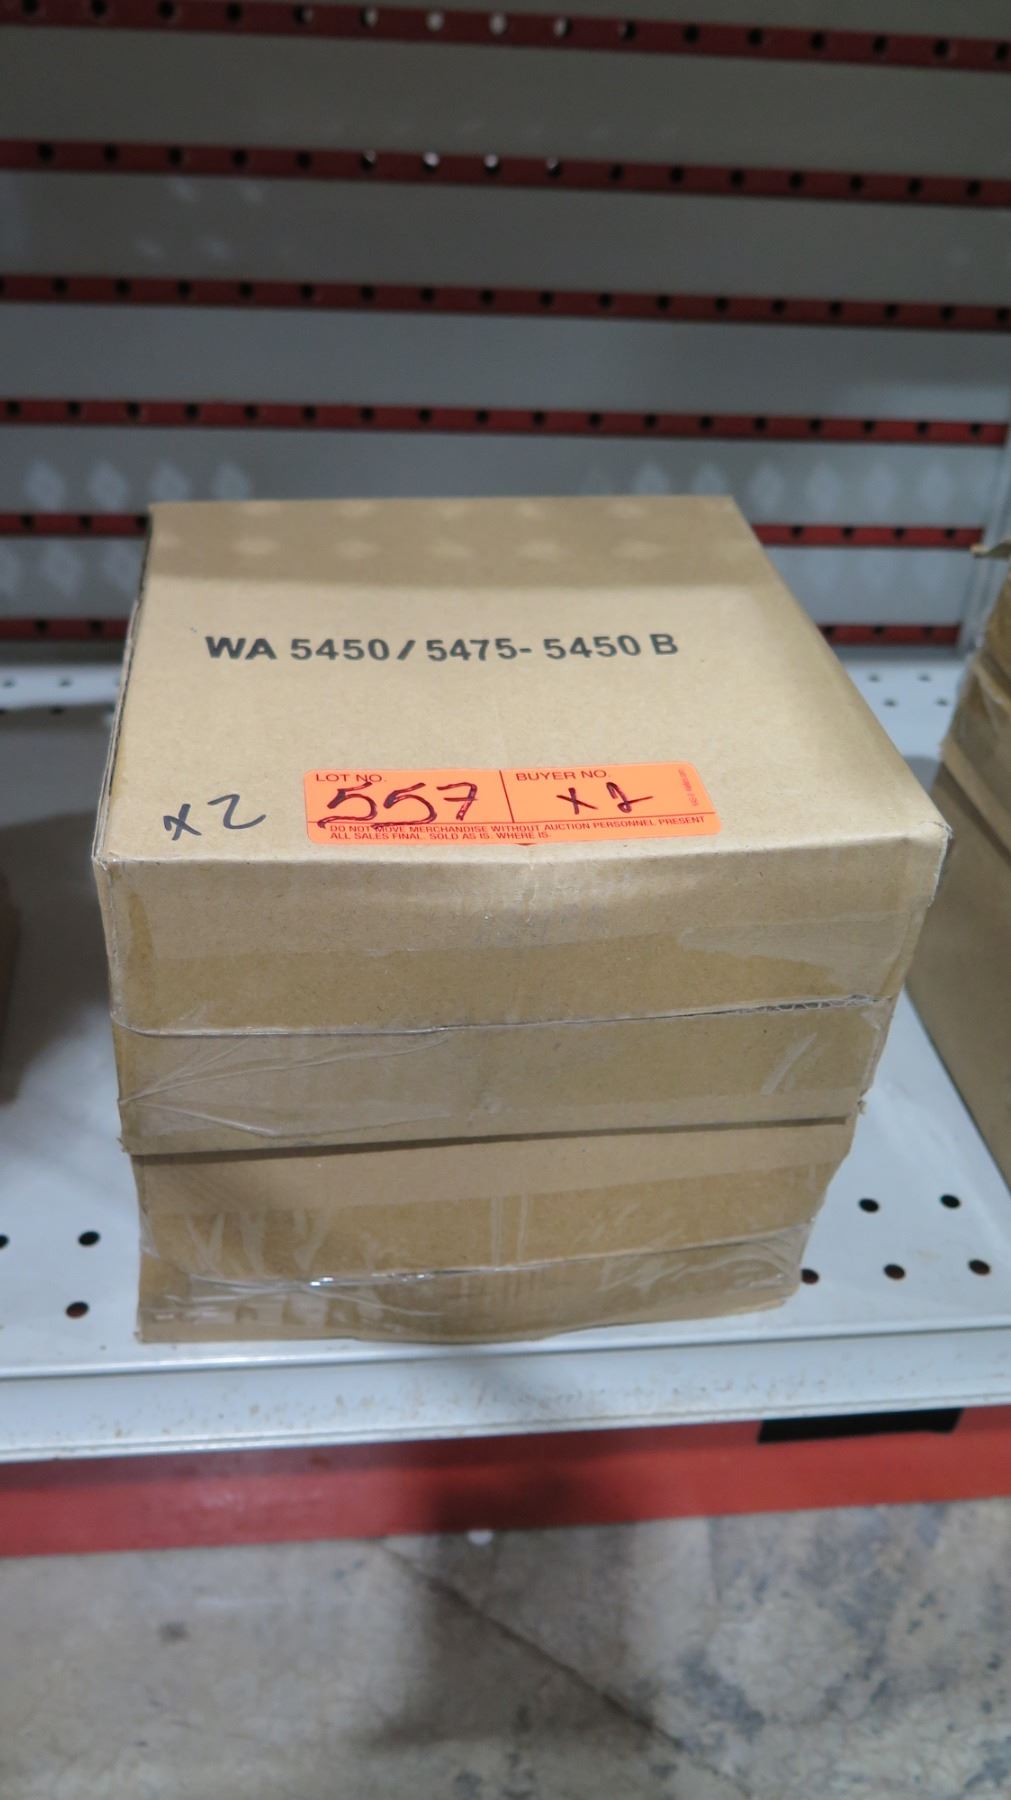 WA 5450 / 5475- 5450 B
x2
LOT NO. BUYER NO.
557 x2
DO NOT MOVE MERCHANDISE WITHOUT AUCTION PERSONNEL PRESENT
ALL SALES FINAL. SOLD AS IS. WHERE IS.